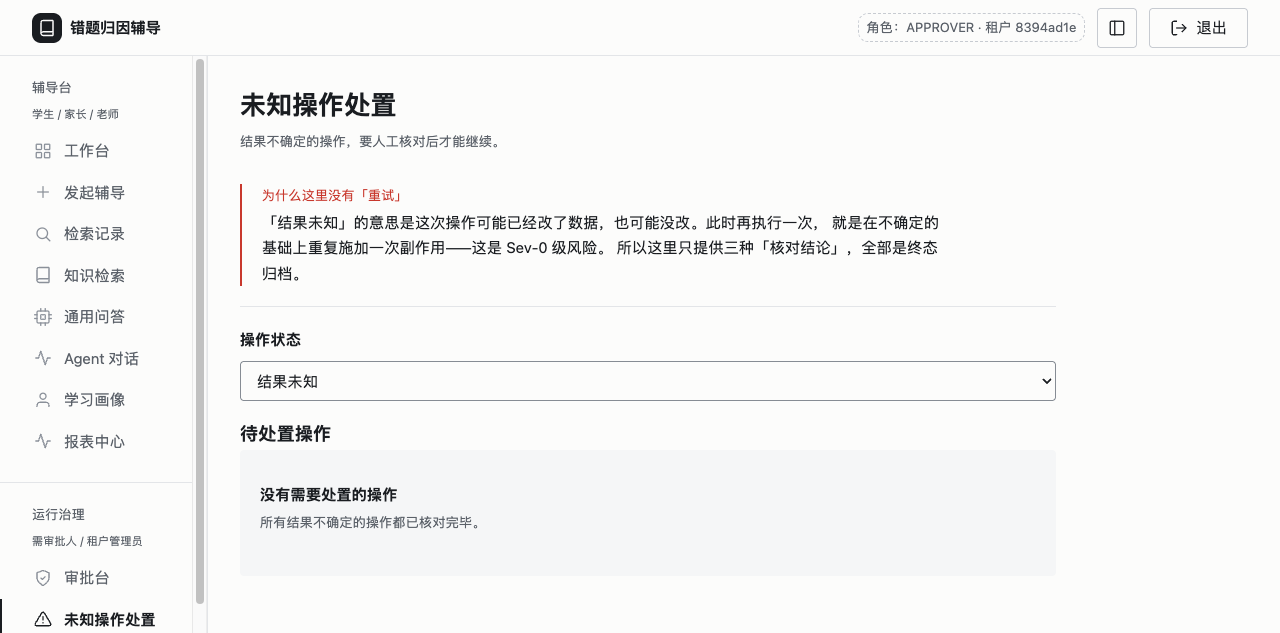 错题归因辅导
角色：APPROVER · 租户 8394ad1e
退出
辅导台
学生 / 家长 / 老师
工作台
发起辅导
检索记录
知识检索
通用问答
Agent 对话
学习画像
报表中心
运行治理
需审批人 / 租户管理员
审批台
未知操作处置
未知操作处置
结果不确定的操作，要人工核对后才能继续。
为什么这里没有「重试」
「结果未知」的意思是这次操作可能已经改了数据，也可能没改。此时再执行一次， 就是在不确定的
基础上重复施加一次副作用——这是 Sev-0 级风险。 所以这里只提供三种「核对结论」，全部是终态
归档。
操作状态
结果未知
待处置操作
没有需要处置的操作
所有结果不确定的操作都已核对完毕。